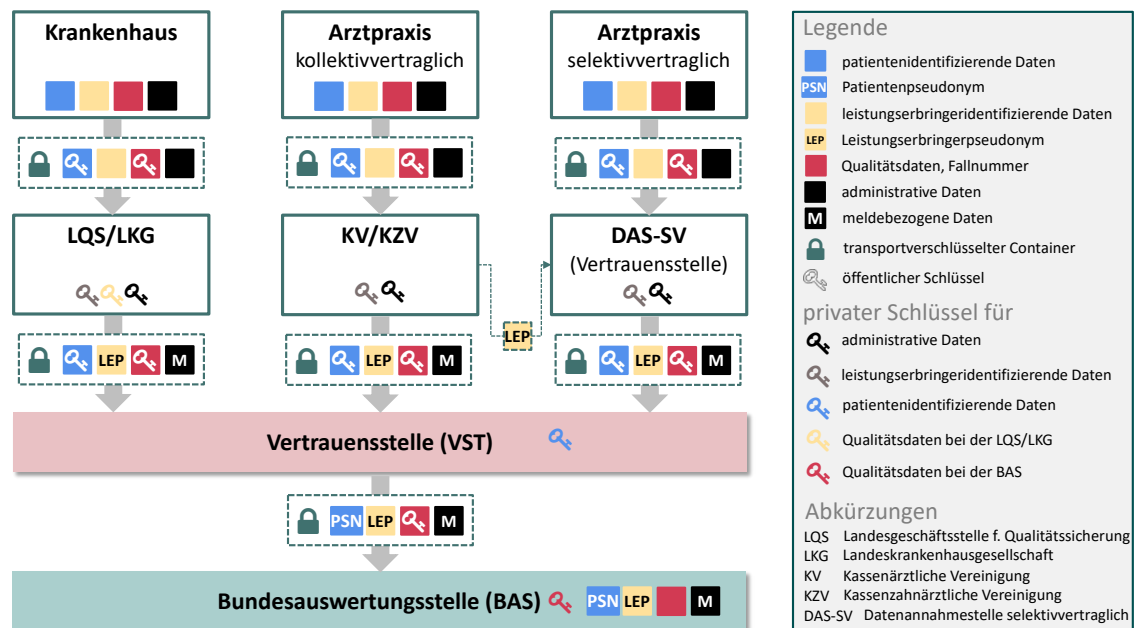 Krankenhaus
Arztpraxis
kollektivvertraglich
Arztpraxis
selektivvertraglich
LQS/LKG
KV/KZV
DAS-SV
(Vertrauensstelle)
LEP
LEP M
LEP M
LEP M
Vertrauensstelle (VST)
PSN LEP M
Bundesauswertungsstelle (BAS) PSN LEP M
Legende
patientenidentifizierende Daten
PSN Patientenpseudonym
leistungserbringeridentifizierende Daten
LEP Leistungserbringerpseudonym
Qualitätsdaten, Fallnummer
administrative Daten
M meldebezogene Daten
transportverschlüsselter Container
öffentlicher Schlüssel
privater Schlüssel für
administrative Daten
leistungserbringeridentifizierende Daten
patientenidentifizierende Daten
Qualitätsdaten bei der LQS/LKG
Qualitätsdaten bei der BAS
Abkürzungen
LQS Landesgeschäftsstelle f. Qualitätssicherung
LKG Landeskrankenhausgesellschaft
KV Kassenärztliche Vereinigung
KZV Kassenzahnärztliche Vereinigung
DAS-SV Datenannahmestelle selektivvertraglich